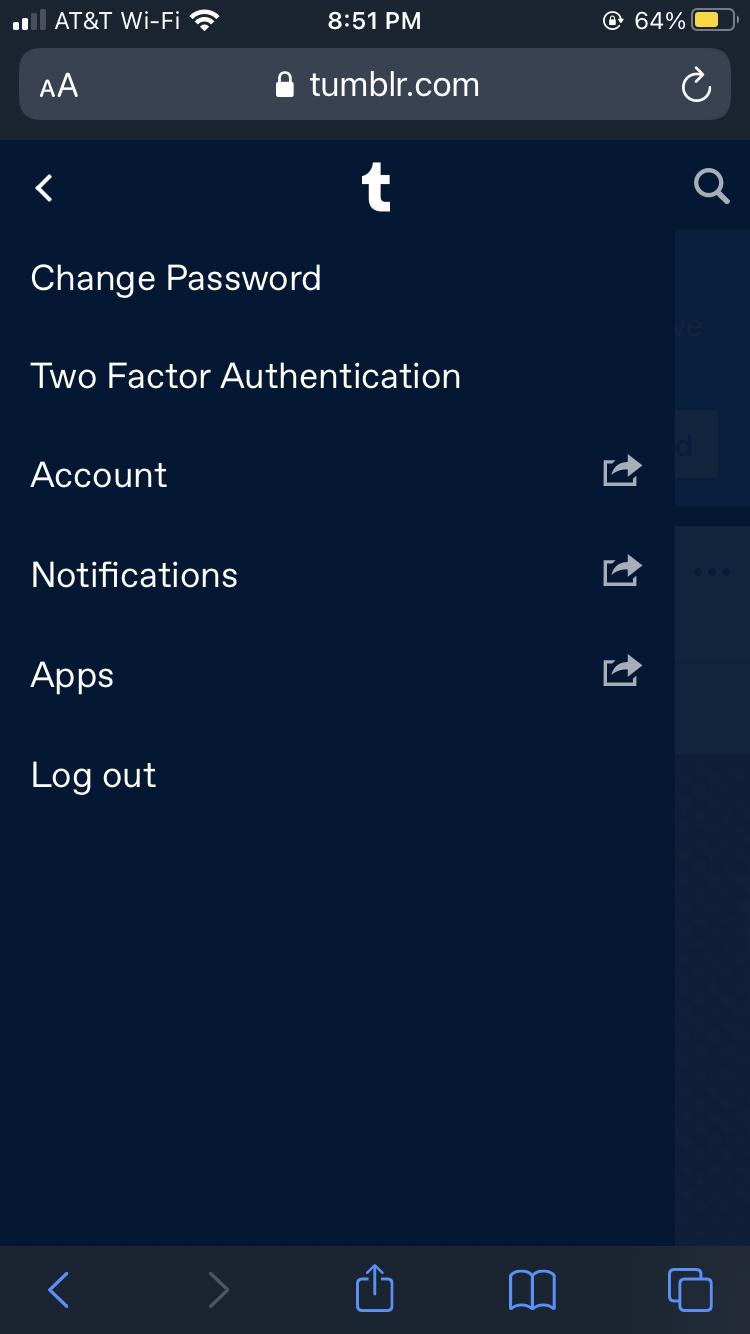 AT&T Wi-Fi 8:51 PM 64%
AA tumblr.com
t
Change Password
ve
Two Factor Authentication
d
Account
Notifications
Apps
Log out